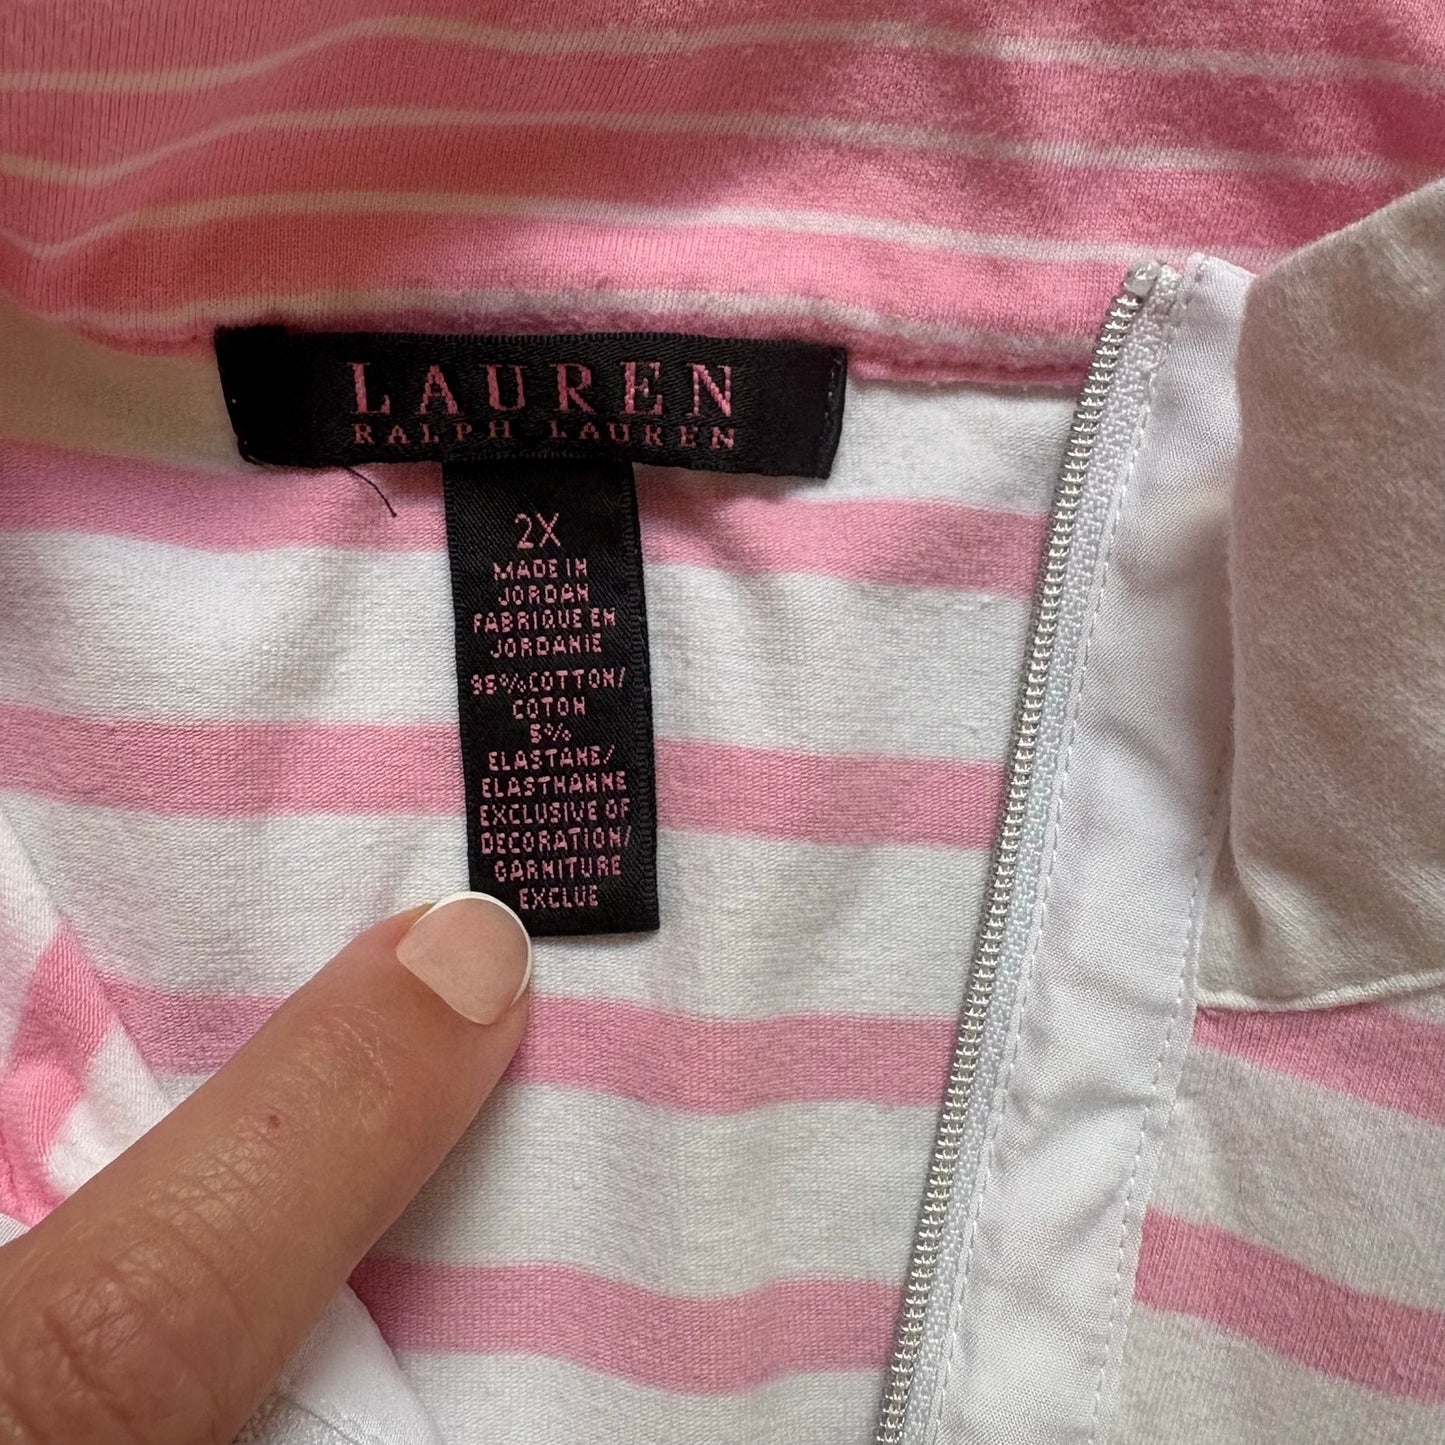 LAUREN
RALPH LAUREN
2X
MADE IN
JORDAN
FABRIQUE EN
JORDANIE
95%COTTON/
COTON
5%
ELASTANE/
ELASTHANNE
EXCLUSIVE OF
DECORATION/
GARNITURE
EXCLUE